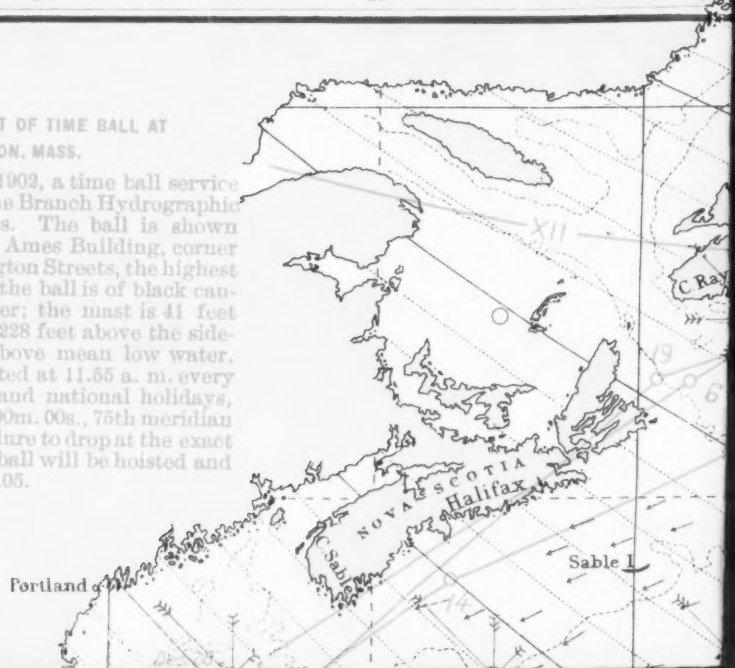 T OF TIME BALL AT
ON, MASS.
1902, a time ball service
e Branch Hydrographic
s. The ball is shown
Ames Building, corner
gton Streets, the highest
the ball is of black can-
er; the mast is 41 feet
228 feet above the side-
bove mean low water.
ted at 11.55 a. m. every
and national holidays,
00m. 00s., 75th meridian
lure to drop at the exact
ball will be hoisted and
.05.
XII
C. Ray
19
6
NOVA SCOTIA
Halifax
C. Sable
Sable I.
Portland
14